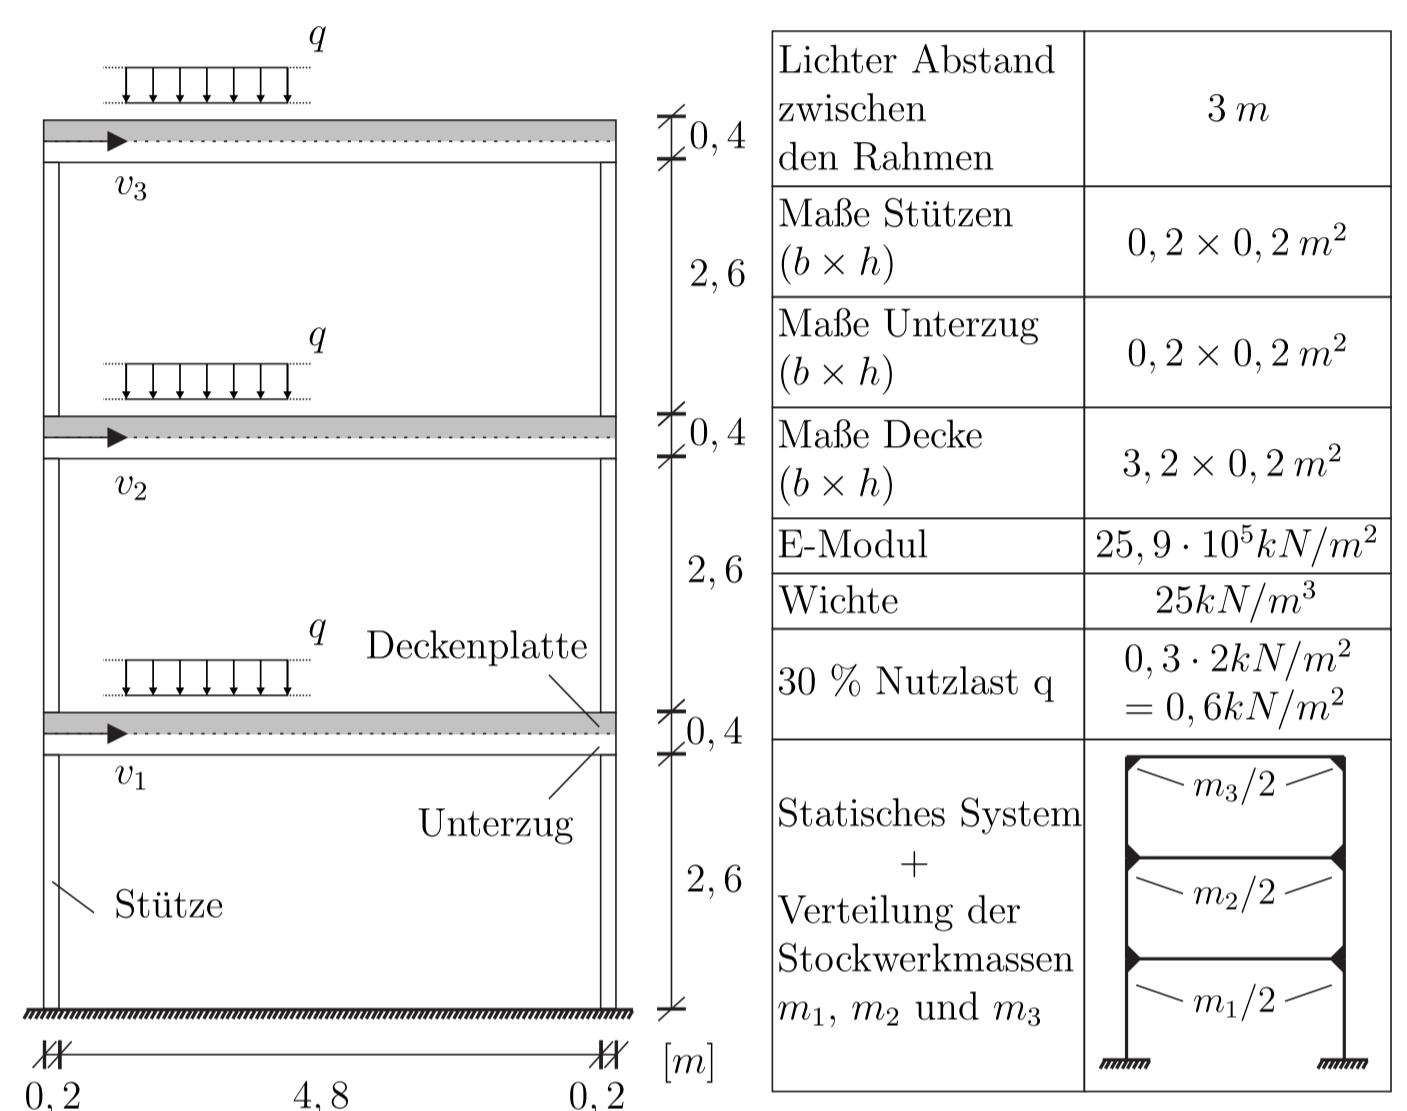 q
v₃
0,4
2,6
q
v₂
0,4
2,6
q
Deckenplatte
v₁
0,4
Unterzug
Stütze
2,6
0,2
4,8
0,2
[m]
Lichter Abstand
zwischen
den Rahmen
3 m
Maße Stützen
(b × h)
0,2 × 0,2 m²
Maße Unterzug
(b × h)
0,2 × 0,2 m²
Maße Decke
(b × h)
3,2 × 0,2 m²
E-Modul
25,9 · 10⁵kN/m²
Wichte
25kN/m³
30 % Nutzlast q
0,3 · 2kN/m²
= 0,6kN/m²
Statisches System
+
Verteilung der
Stockwerkmassen
m₁, m₂ und m₃
m₃/2
m₂/2
m₁/2